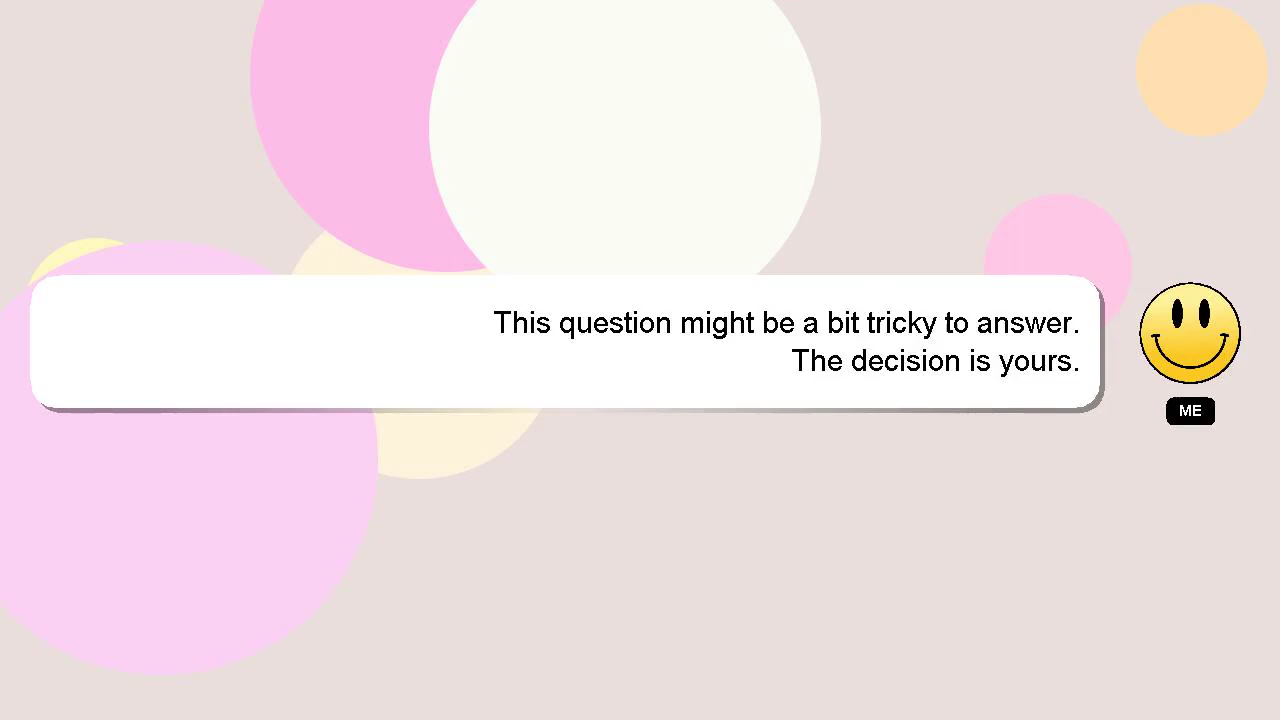 This question might be a bit tricky to answer.
The decision is yours.
ME